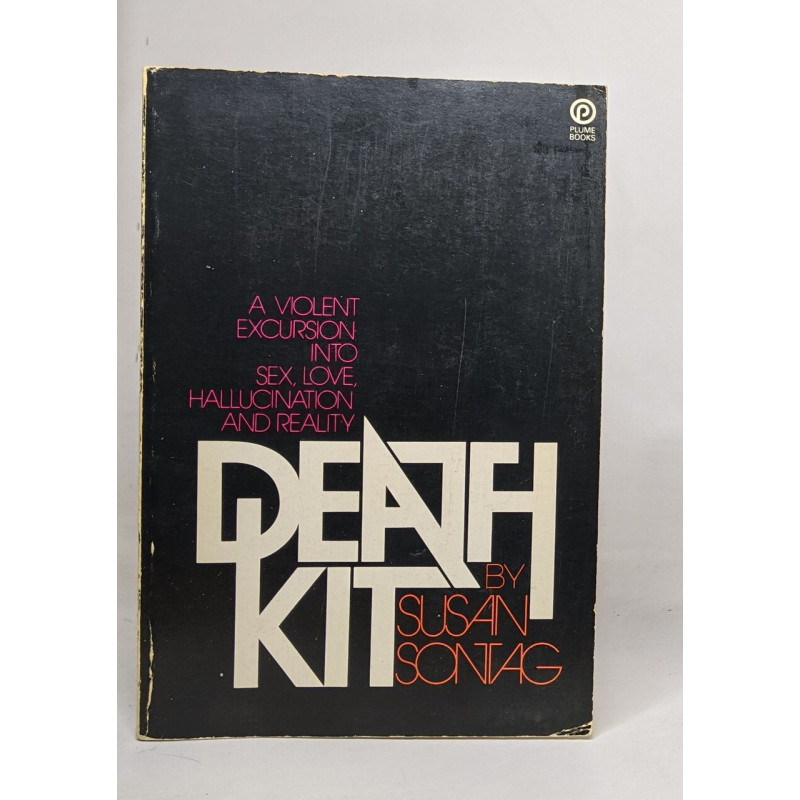 PLUME
BOOKS
A VIOLENT
EXCURSION
INTO
SEX, LOVE,
HALLUCINATION
AND REALITY
DEATH
KIT
BY
SUSAN
SONTAG